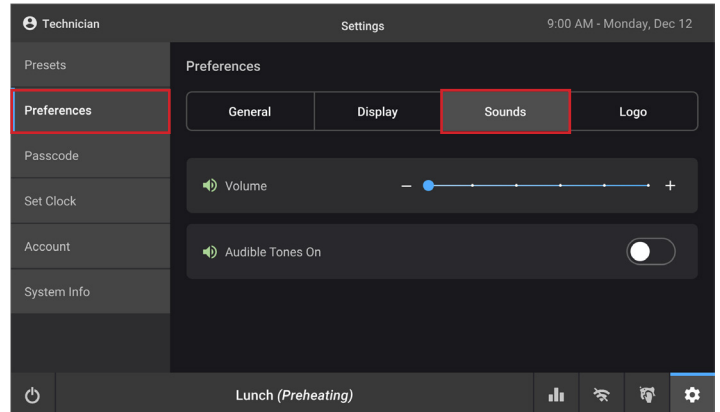 Technician
Settings
9:00 AM - Monday, Dec 12
Presets
Preferences
Passcode
Set Clock
Account
System Info
Preferences
General
Display
Sounds
Logo
Volume
Audible Tones On
Lunch (Preheating)